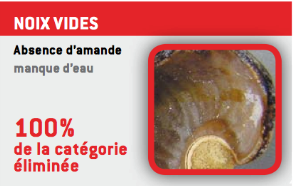 NOIX VIDES
Absence d'amande
manque d'eau
100%
de la catégorie
éliminée